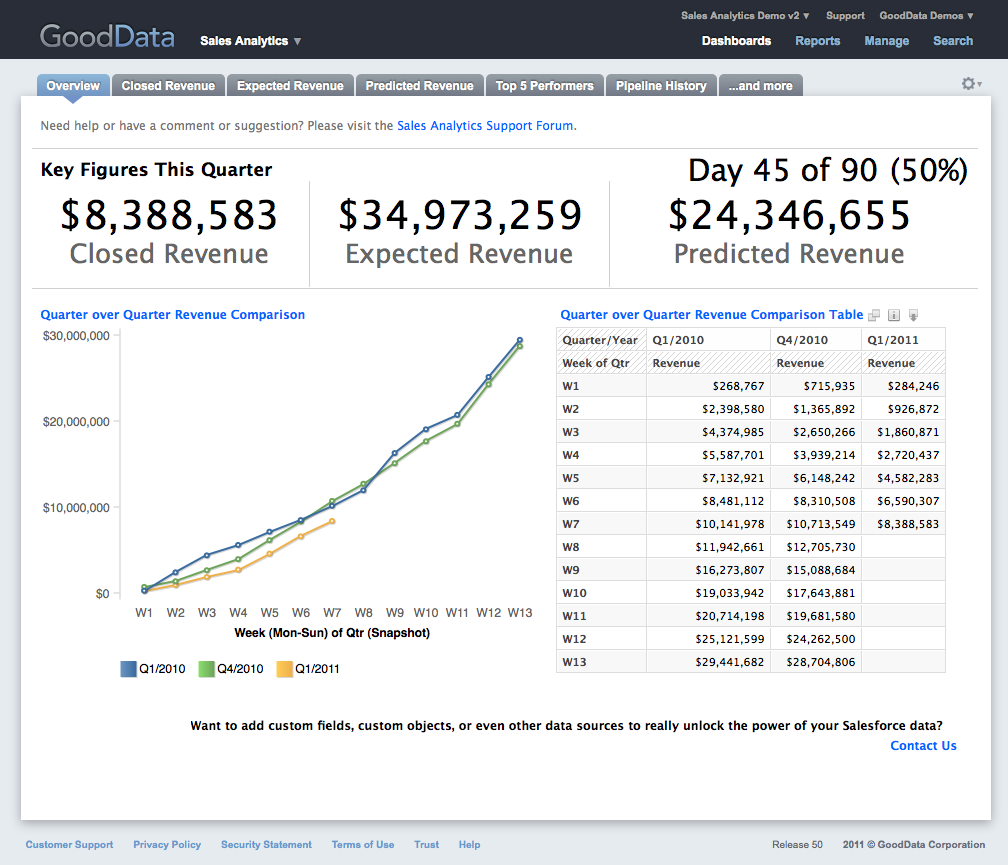 Sales Analytics Demo v2 ▼ Support GoodData Demos ▼
GoodData Sales Analytics ▼ Dashboards Reports Manage Search
Overview Closed Revenue Expected Revenue Predicted Revenue Top 5 Performers Pipeline History ...and more
Need help or have a comment or suggestion? Please visit the Sales Analytics Support Forum.
Key Figures This Quarter Day 45 of 90 (50%)
$8,388,583 $34,973,259 $24,346,655
Closed Revenue Expected Revenue Predicted Revenue
Quarter over Quarter Revenue Comparison
$30,000,000
$20,000,000
$10,000,000
$0
W1 W2 W3 W4 W5 W6 W7 W8 W9 W10 W11 W12 W13
Week (Mon-Sun) of Qtr (Snapshot)
Q1/2010 Q4/2010 Q1/2011
Quarter over Quarter Revenue Comparison Table
Quarter/Year Q1/2010 Q4/2010 Q1/2011
Week of Qtr Revenue Revenue Revenue
W1 $268,767 $715,935 $284,246
W2 $2,398,580 $1,365,892 $926,872
W3 $4,374,985 $2,650,266 $1,860,871
W4 $5,587,701 $3,939,214 $2,720,437
W5 $7,132,921 $6,148,242 $4,582,283
W6 $8,481,112 $8,310,508 $6,590,307
W7 $10,141,978 $10,713,549 $8,388,583
W8 $11,942,661 $12,705,730
W9 $16,273,807 $15,088,684
W10 $19,033,942 $17,643,881
W11 $20,714,198 $19,681,580
W12 $25,121,599 $24,262,500
W13 $29,441,682 $28,704,806
Want to add custom fields, custom objects, or even other data sources to really unlock the power of your Salesforce data?
Contact Us
Customer Support Privacy Policy Security Statement Terms of Use Trust Help Release 50 2011 © GoodData Corporation